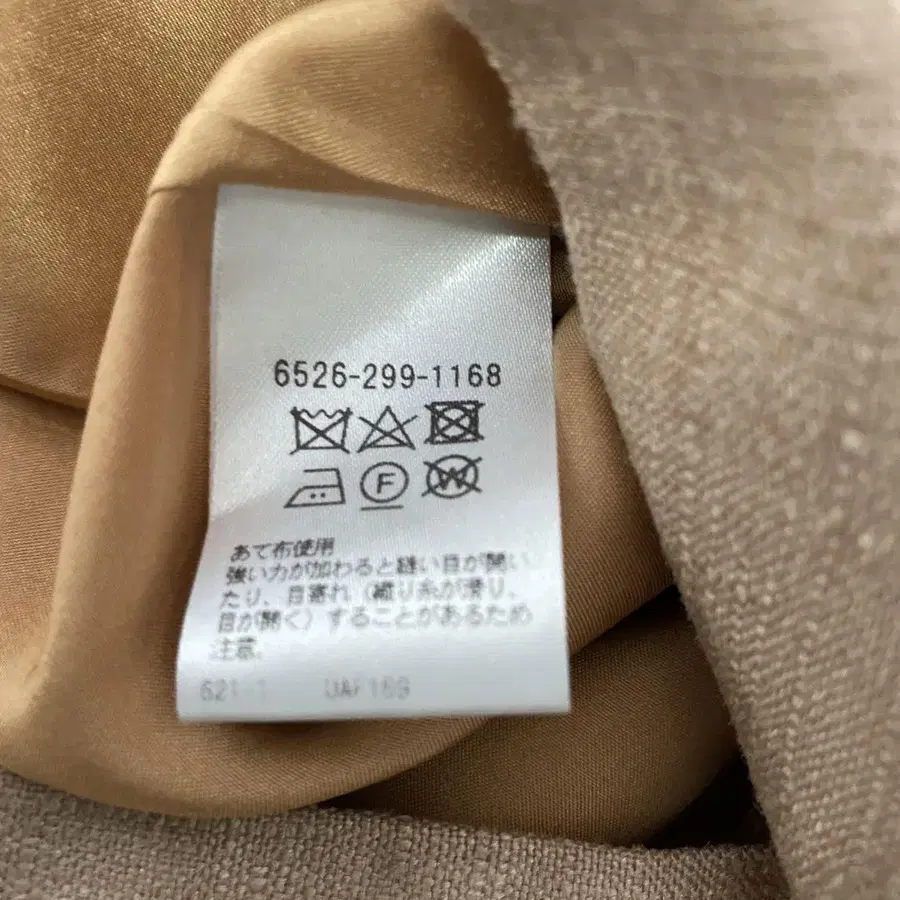 6526-299-1168
F W
あて布使用
強い力が加わると縫い目が開い
たり、目寄れ（織り糸が滑り、
目が開く）することがあるため
注意。
621-1 UAF169